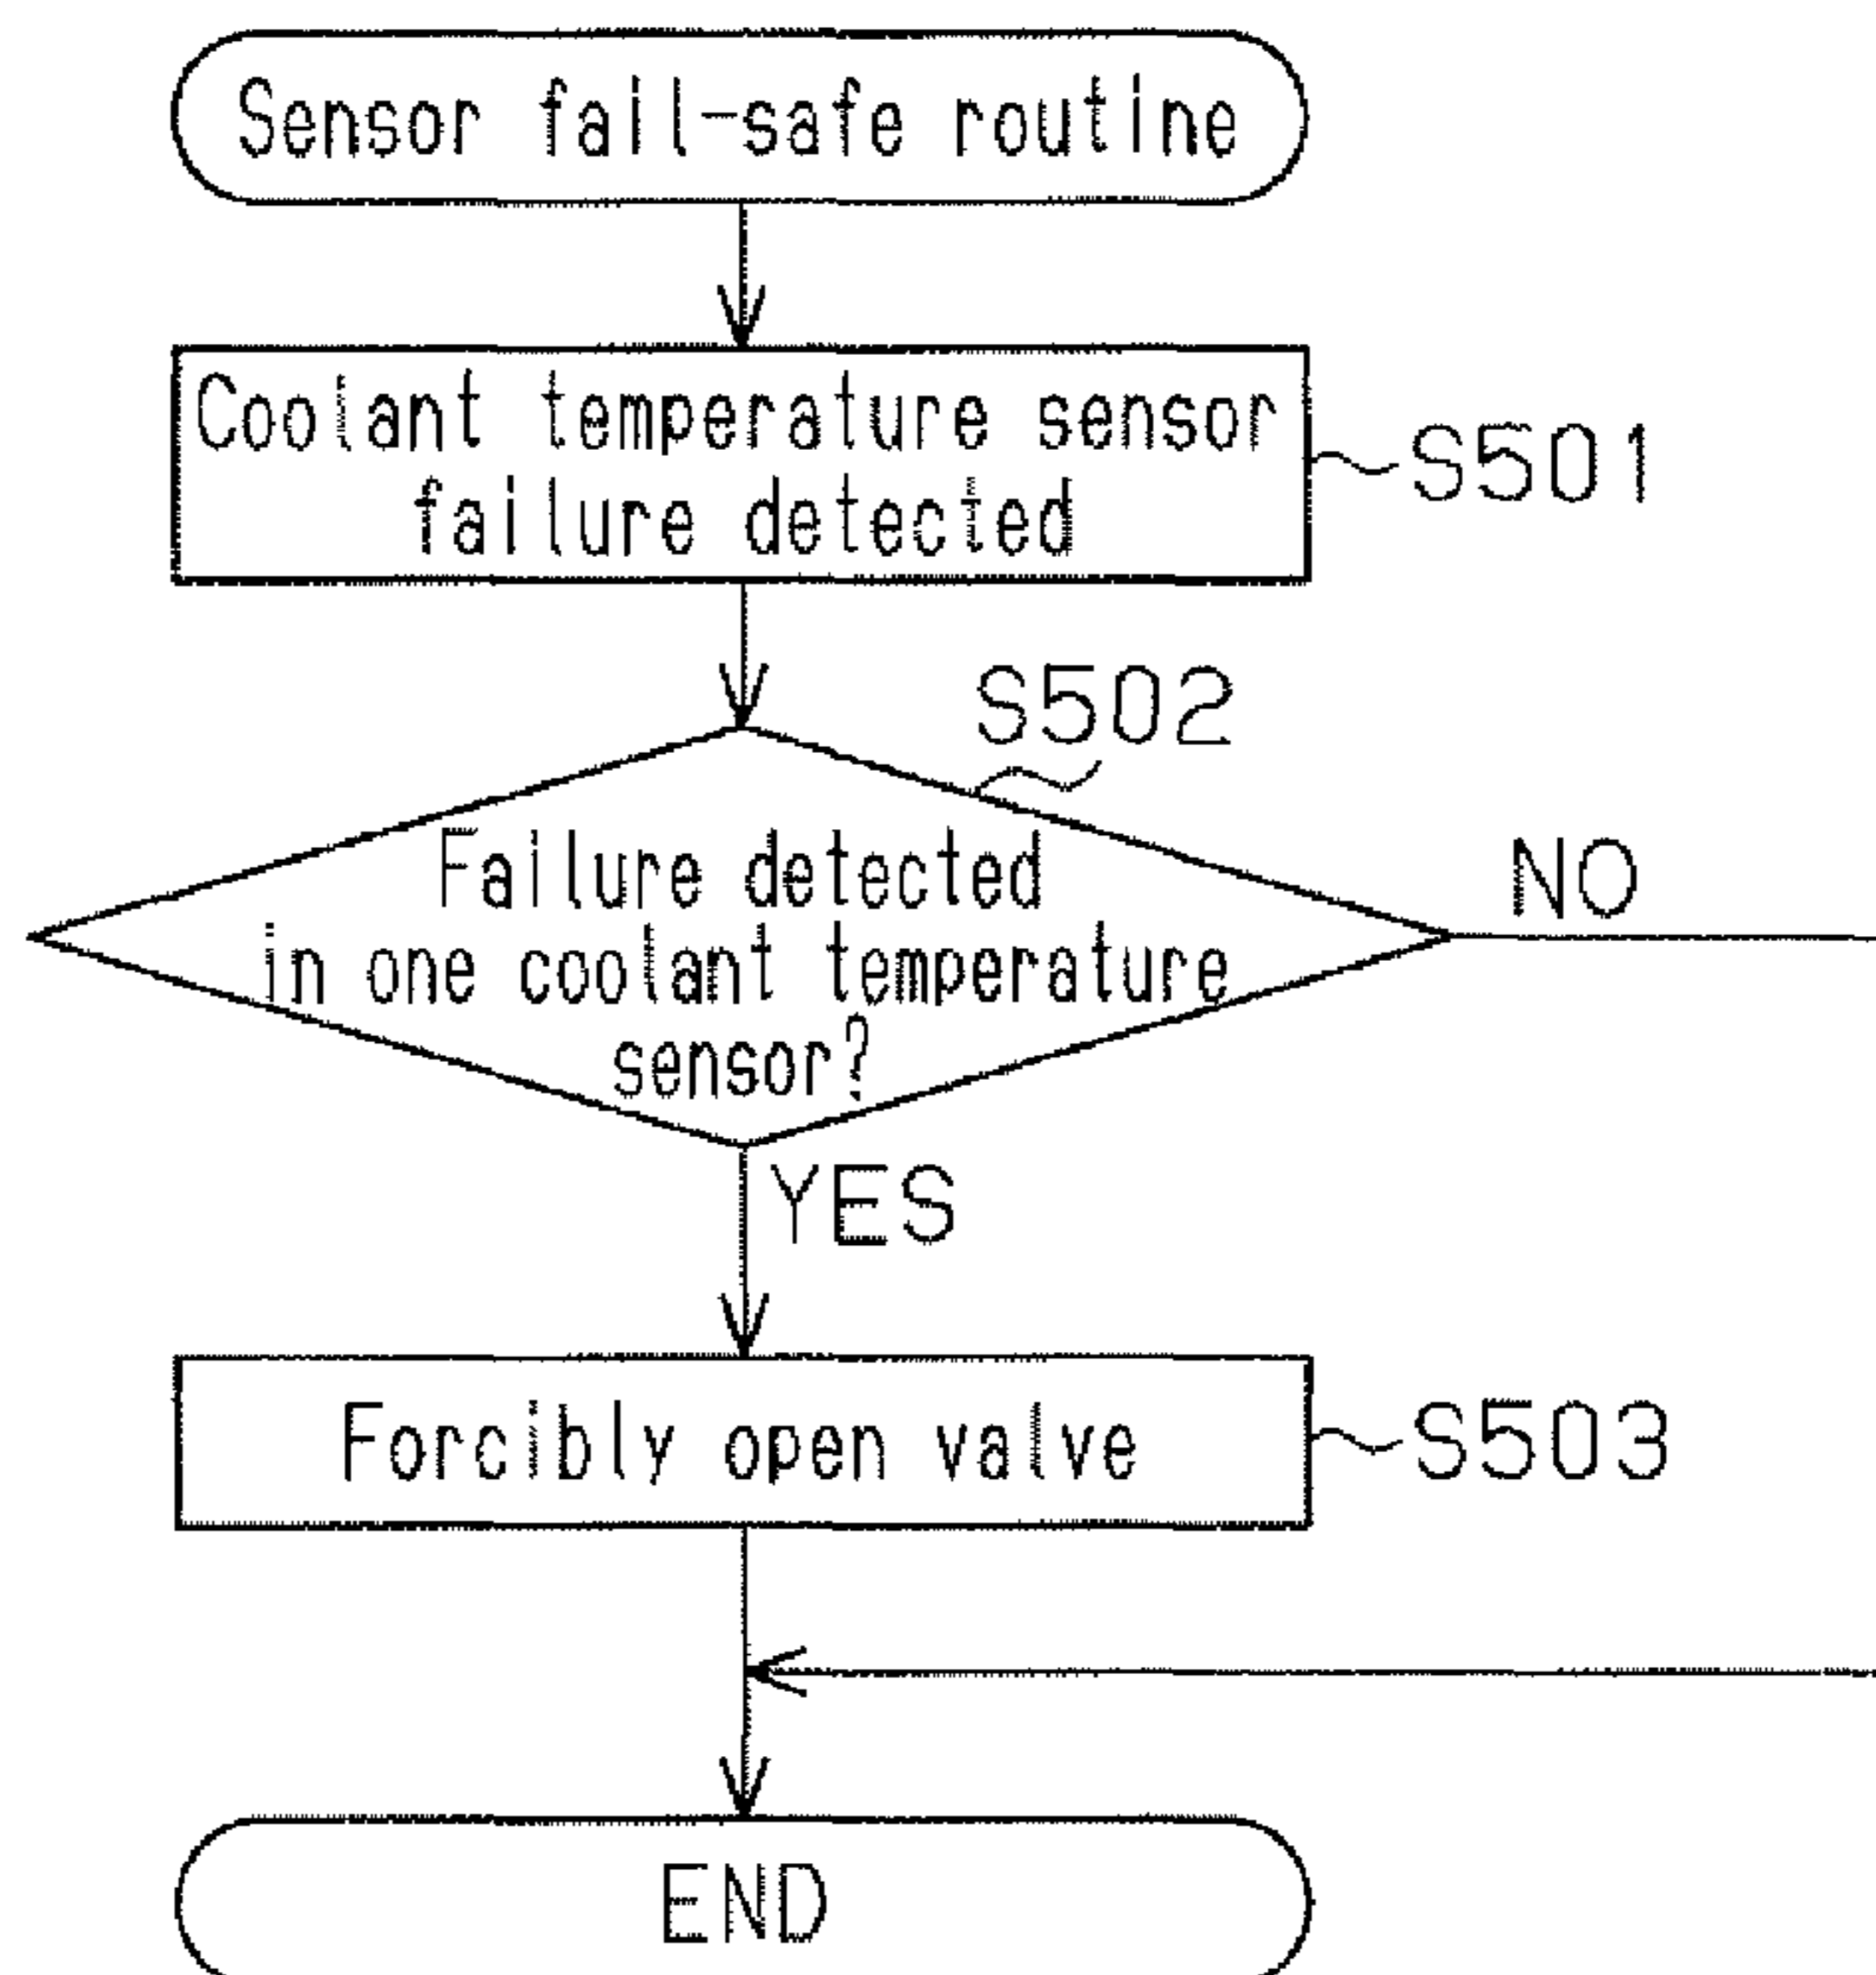 Sensor fail-safe routine
Coolant temperature sensor
failure detected
S501
S502
Failure detected
in one coolant temperature
sensor?
NO
YES
Forcibly open valve
S503
END